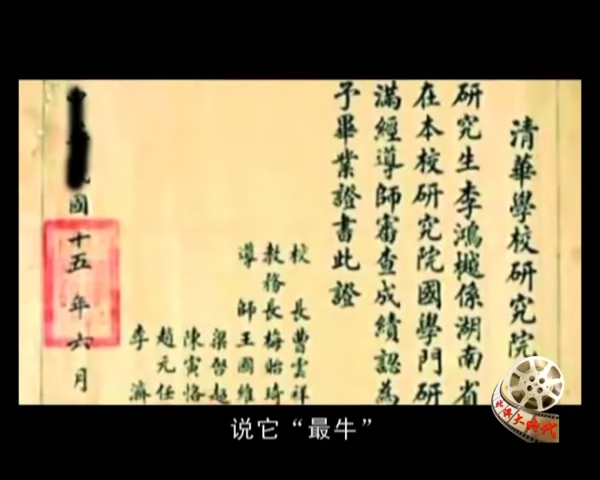 清華學校研究院
研究生李鴻樾係湖南省
在本校研究院國學門研
滿經導師審查成績認為
予畢業證書此證
校長曹雲祥
教務長梅貽琦
導師王國維
梁啓超
陳寅恪
趙元任
李濟
國十五年六月
说它“最牛”
大時代